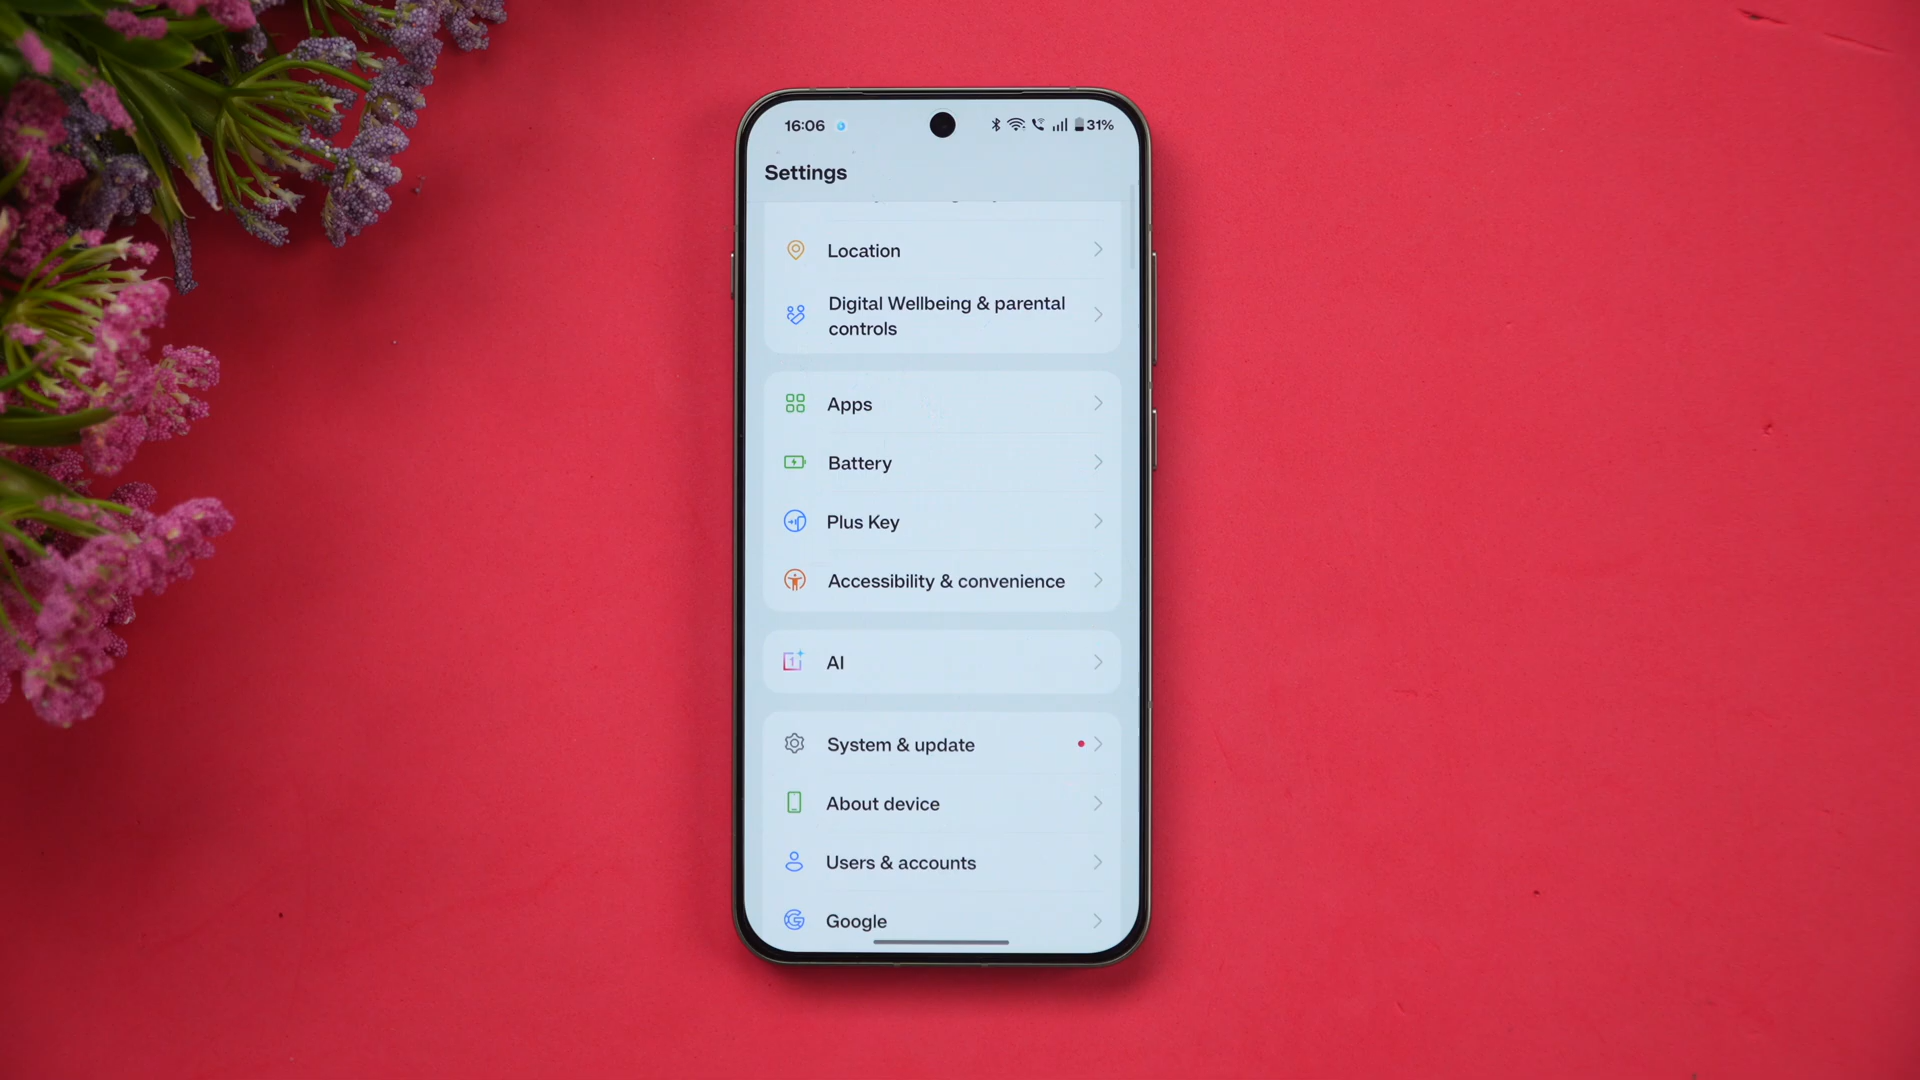 16:06 31%
Settings
Location
Digital Wellbeing & parental
controls
Apps
Battery
Plus Key
Accessibility & convenience
1 AI
System & update
About device
Users & accounts
Google